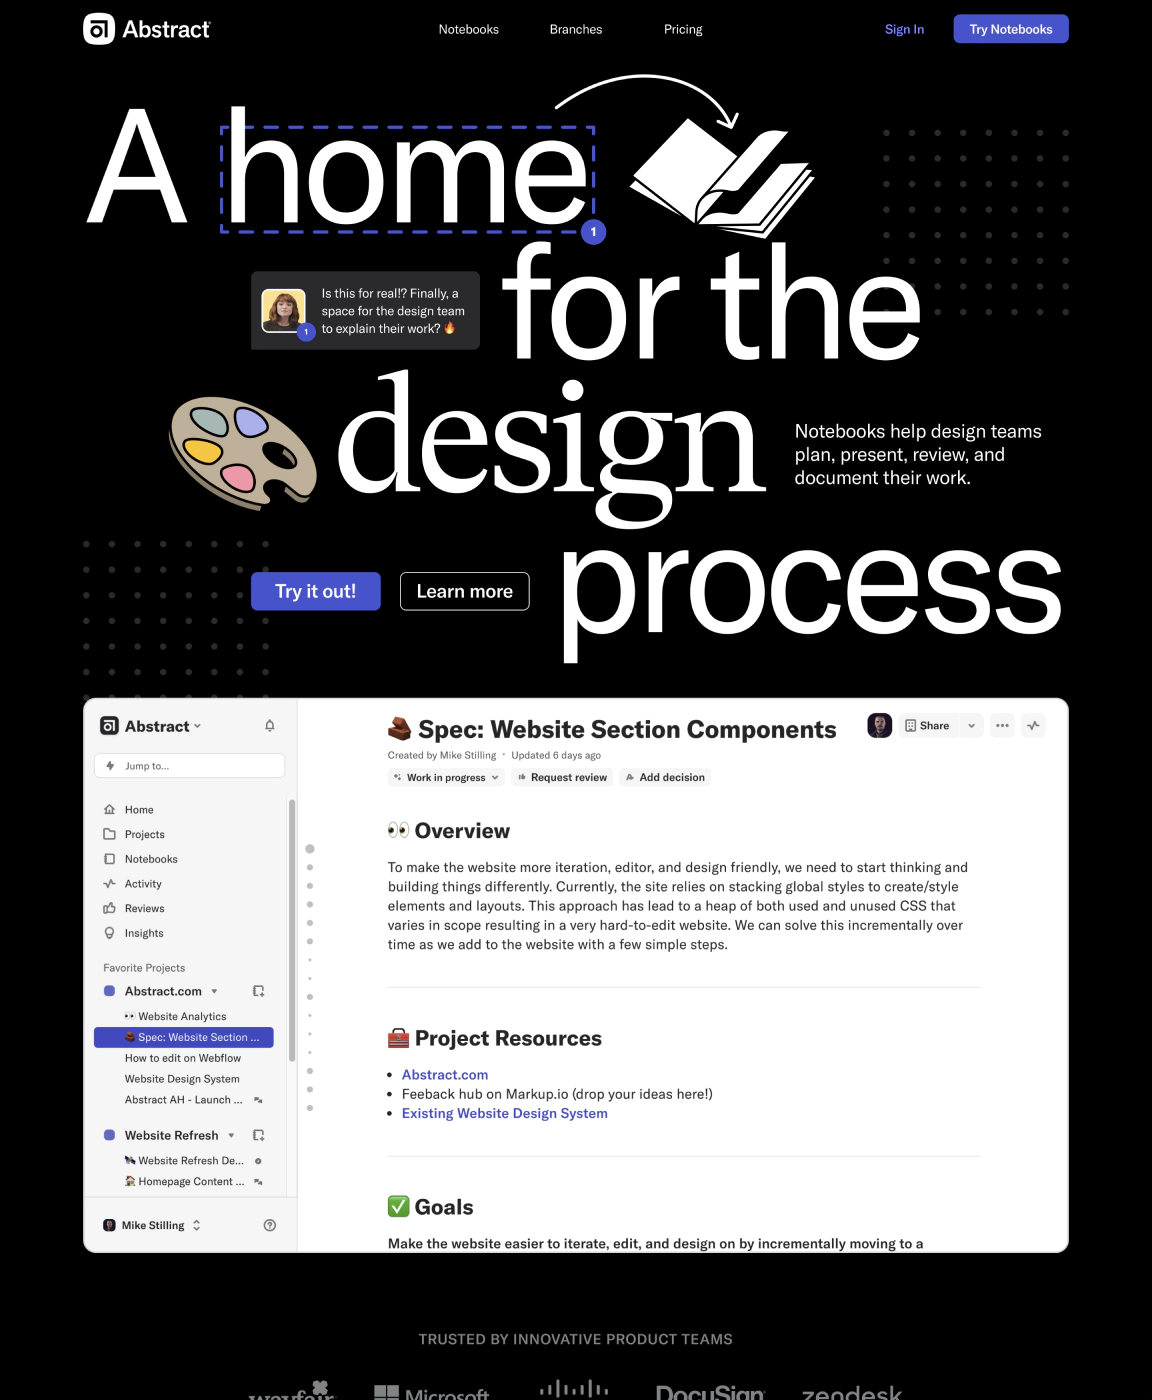 Abstract
Notebooks
Branches
Pricing
Sign In
Try Notebooks
A home
1
for the
Is this for real!? Finally, a
space for the design team
to explain their work? 🔥
1
design
Notebooks help design teams
plan, present, review, and
document their work.
process
Try it out!
Learn more
Abstract
Jump to...
Home
Projects
Notebooks
Activity
Reviews
Insights
Favorite Projects
Abstract.com
👀 Website Analytics
Spec: Website Section ...
How to edit on Webflow
Website Design System
Abstract AH - Launch ...
Website Refresh
Website Refresh De...
Homepage Content ...
Mike Stilling
Spec: Website Section Components
Share
Created by Mike Stilling · Updated 6 days ago
Work in progress
Request review
Add decision
👀 Overview
To make the website more iteration, editor, and design friendly, we need to start thinking and
building things differently. Currently, the site relies on stacking global styles to create/style
elements and layouts. This approach has lead to a heap of both used and unused CSS that
varies in scope resulting in a very hard-to-edit website. We can solve this incrementally over
time as we add to the website with a few simple steps.
🧰 Project Resources
• Abstract.com
• Feeback hub on Markup.io (drop your ideas here!)
• Existing Website Design System
✅ Goals
Make the website easier to iterate, edit, and design on by incrementally moving to a
TRUSTED BY INNOVATIVE PRODUCT TEAMS
wayfair
Microsoft
DocuSign
zendesk